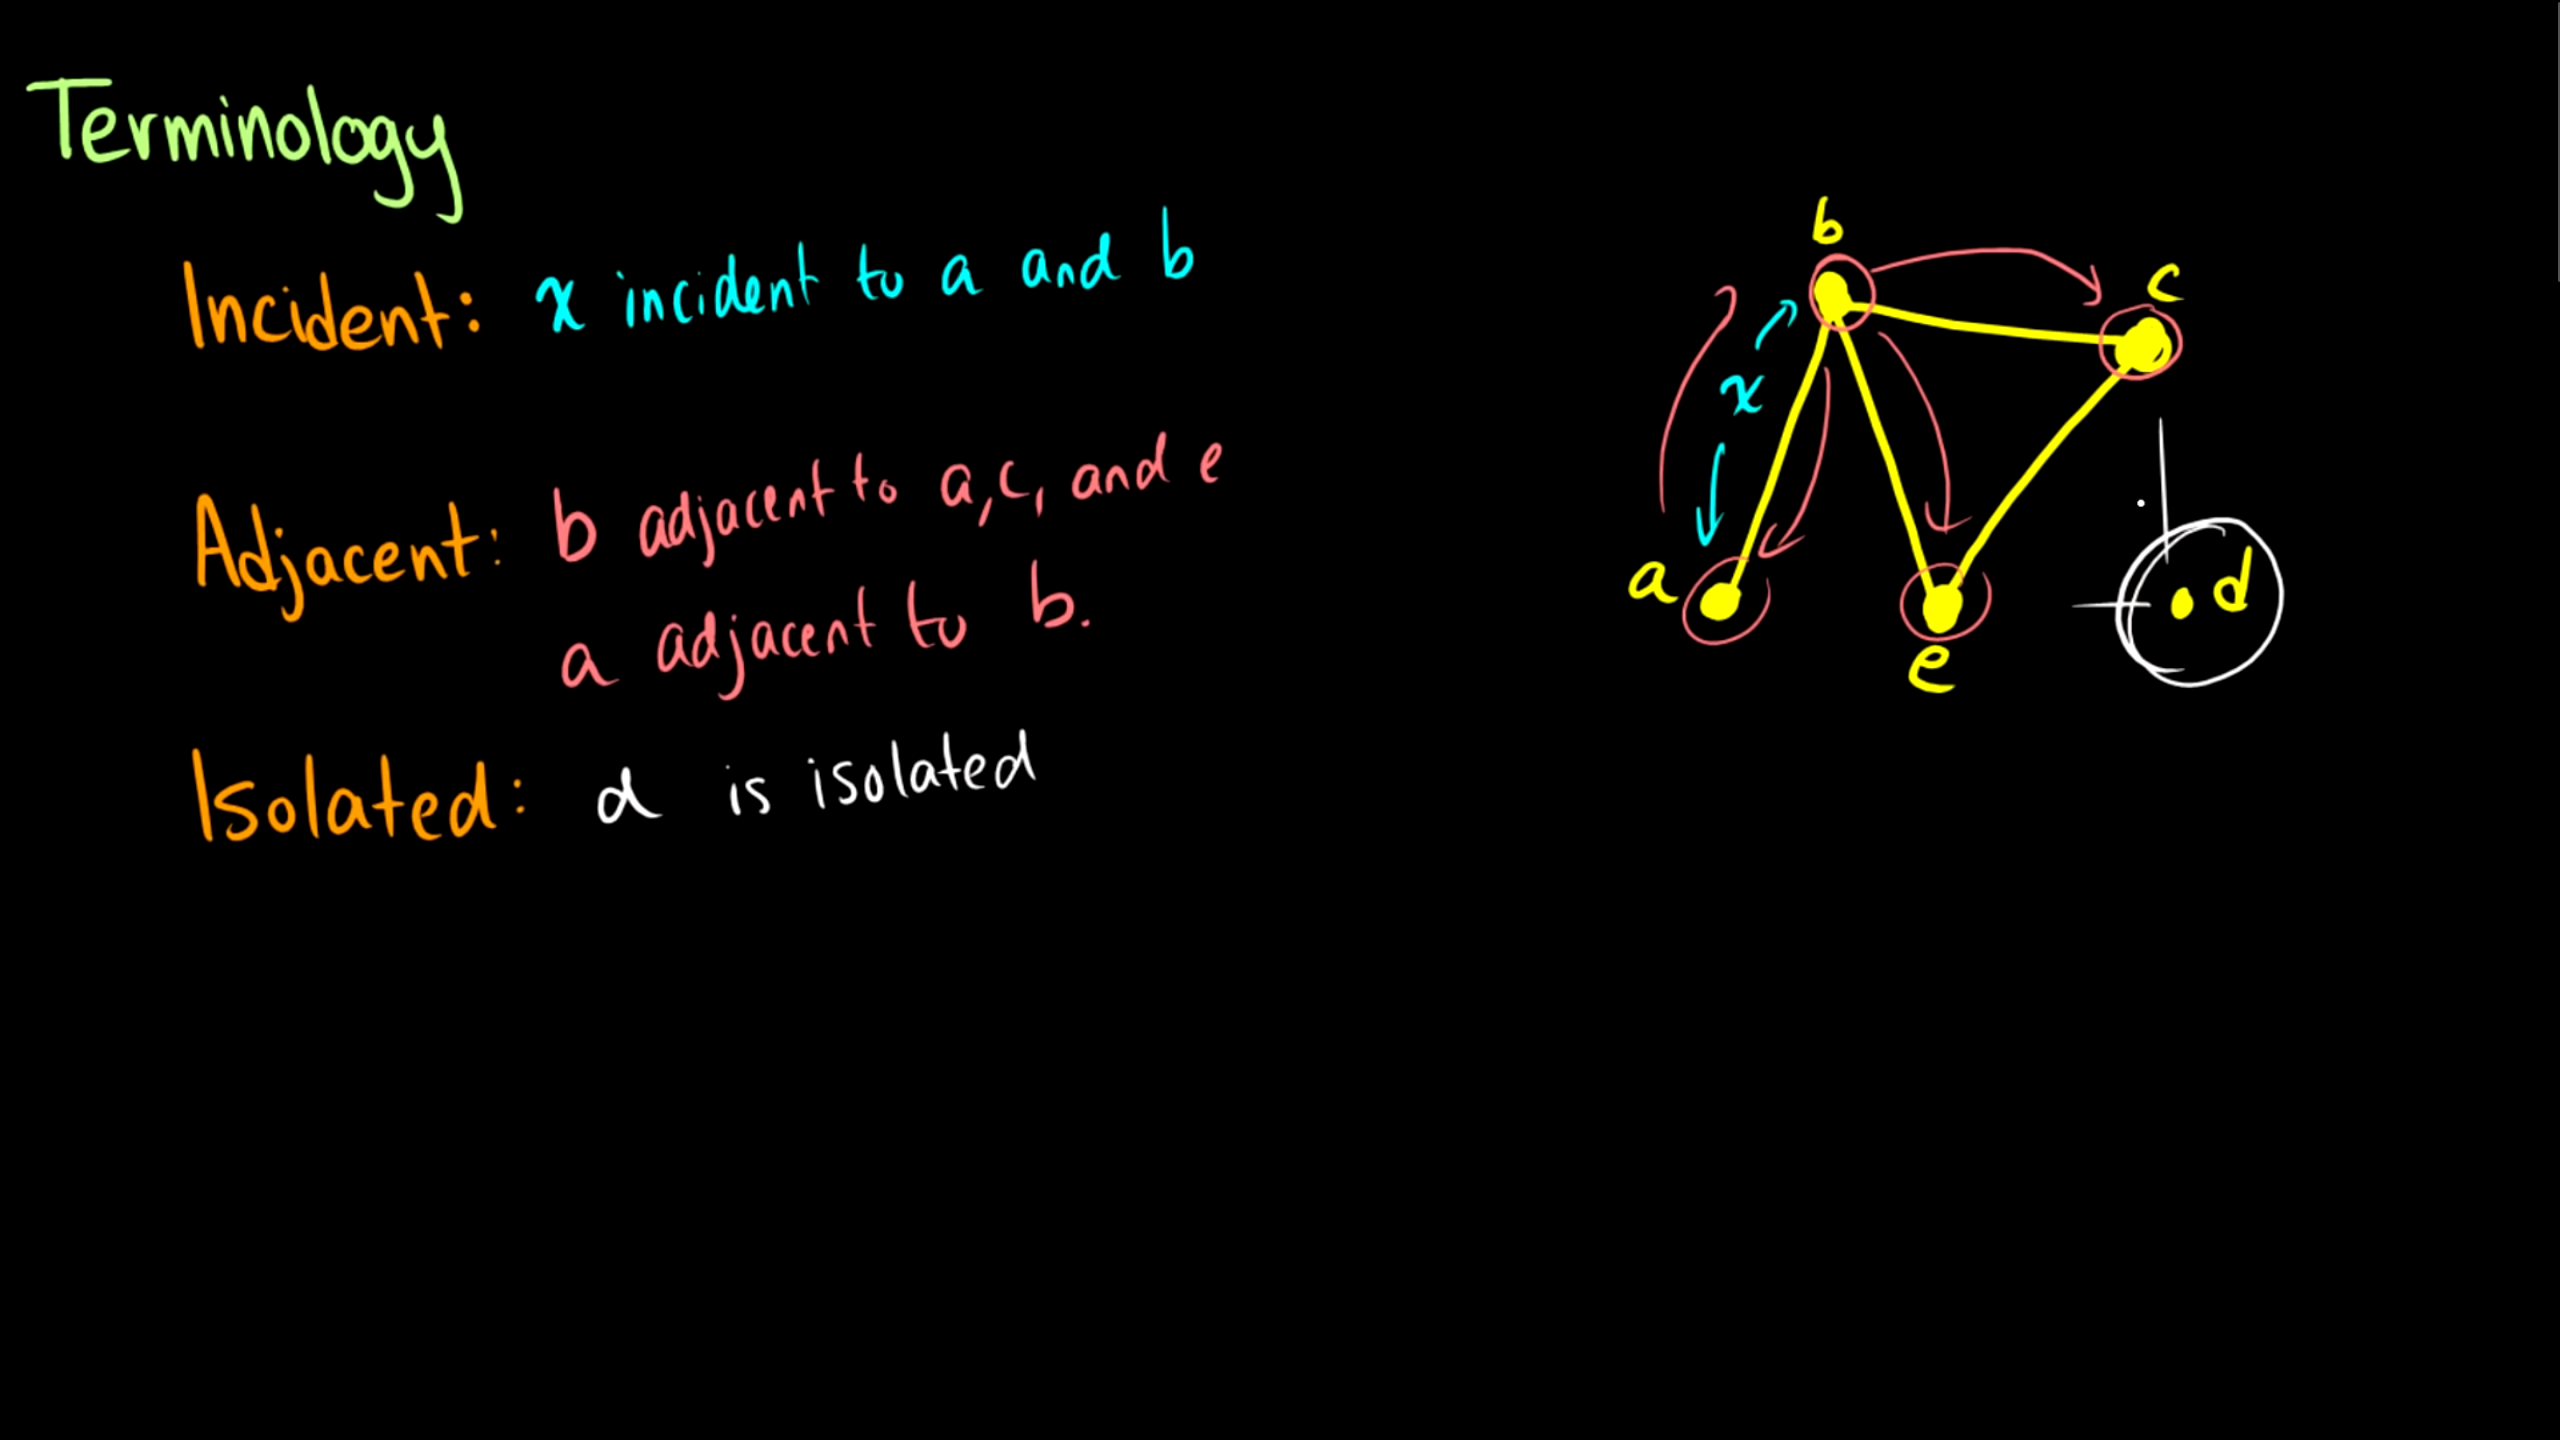 Terminology
Incident: x incident to a and b
Adjacent: b adjacent to a, c, and e
a adjacent to b.
Isolated: d is isolated
b
c
x
a
d
e